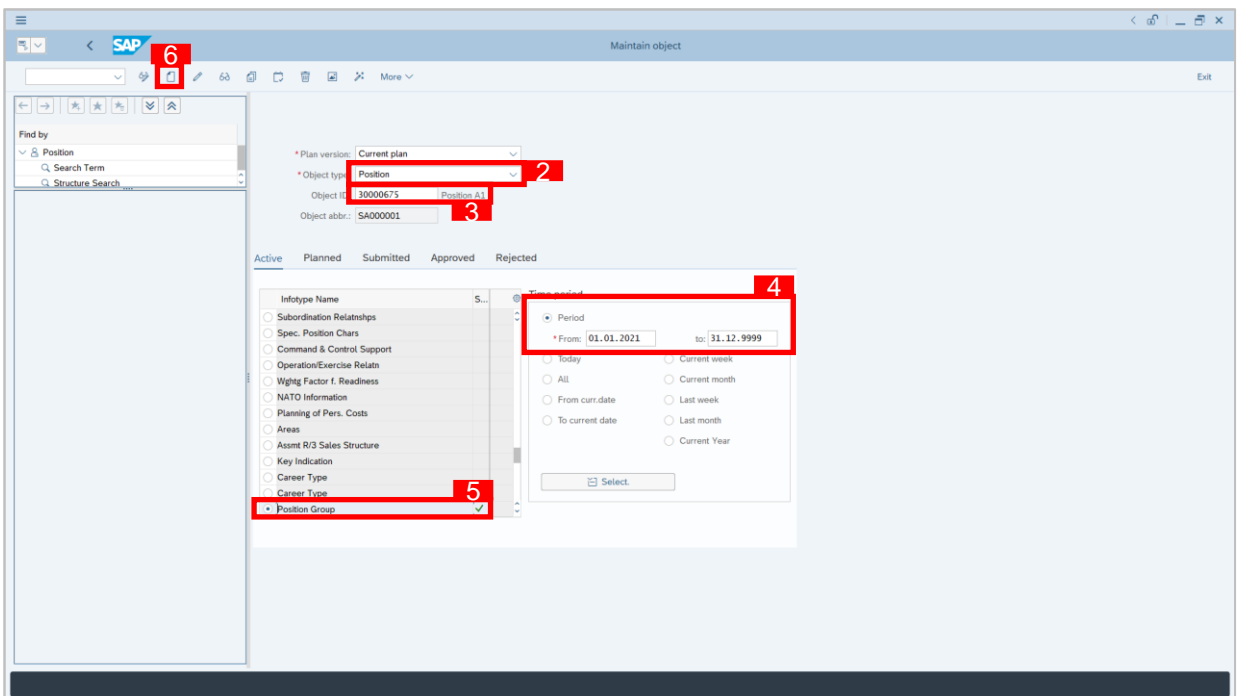 SAP
Maintain object
6
More
Exit
Find by
Position
Search Term
Structure Search
* Plan version: Current plan
* Object type Position
2
Object ID 30000675 Position A1
3
Object abbr.: SA000001
Active Planned Submitted Approved Rejected
4
Infotype Name S...
Time period
Subordination Relatnshps
Period
Spec. Position Chars
* From: 01.01.2021 to: 31.12.9999
Command & Control Support
Today Current week
Operation/Exercise Relatn
Wghtg Factor f. Readiness
All Current month
NATO Information
From curr.date Last week
Planning of Pers. Costs
To current date Last month
Areas
Current Year
Assmt R/3 Sales Structure
Key Indication
Career Type
Select.
Career Type
5
Position Group